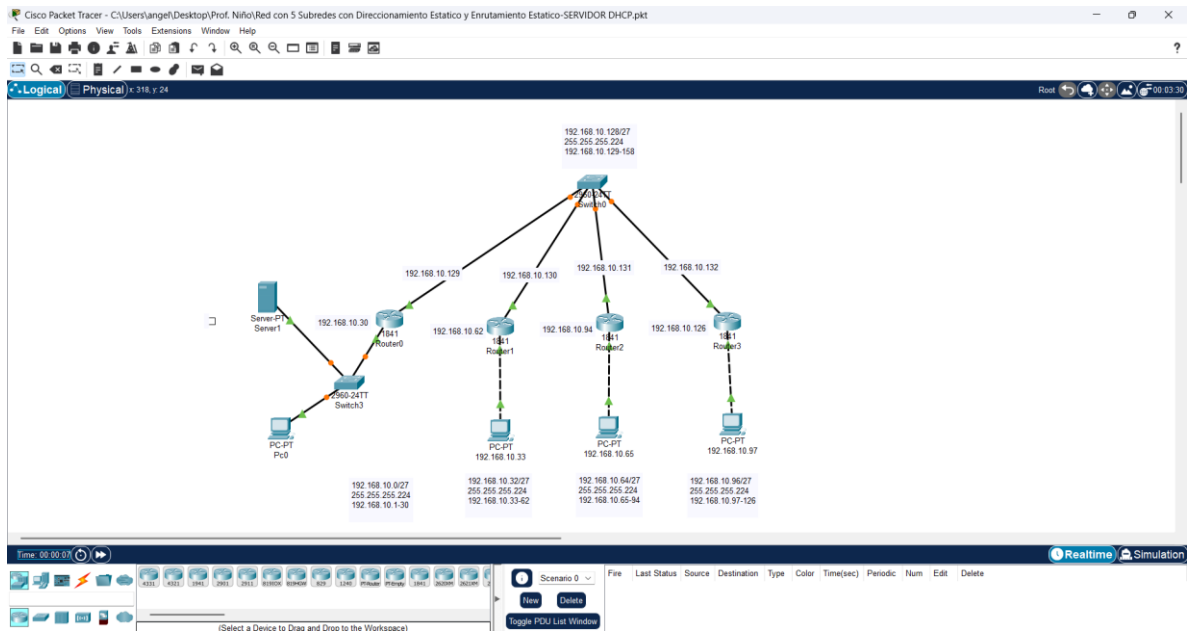 Cisco Packet Tracer - C:\Users\angel\Desktop\Prof. Niño\Red con 5 Subredes con Direccionamiento Estatico y Enrutamiento Estatico-SERVIDOR DHCP.pkt
File Edit Options View Tools Extensions Window Help
?
Logical Physical x: 318, y: 24 Root 00:03:30
192.168.10.128/27
255.255.255.224
192.168.10.129-158
2960-24TT
Switch0
192.168.10.129 192.168.10.130 192.168.10.131 192.168.10.132
Server-PT
Server1
192.168.10.30
1841
Router0
192.168.10.62
1841
Router1
192.168.10.94
1841
Router2
192.168.10.126
1841
Router3
2960-24TT
Switch3
PC-PT
Pc0
PC-PT
192.168.10.33
PC-PT
192.168.10.65
PC-PT
192.168.10.97
192.168.10.0/27
255.255.255.224
192.168.10.1-30
192.168.10.32/27
255.255.255.224
192.168.10.33-62
192.168.10.64/27
255.255.255.224
192.168.10.65-94
192.168.10.96/27
255.255.255.224
192.168.10.97-126
Time: 00:00:07 Realtime Simulation
4331 4321 1941 2901 2911 819IOX 819HGW 829 1240 PT-Router PT-Empty 1841 2620XM
Scenario 0
New Delete
Toggle PDU List Window
Fire Last Status Source Destination Type Color Time(sec) Periodic Num Edit Delete
(Select a Device to Drag and Drop to the Workspace)